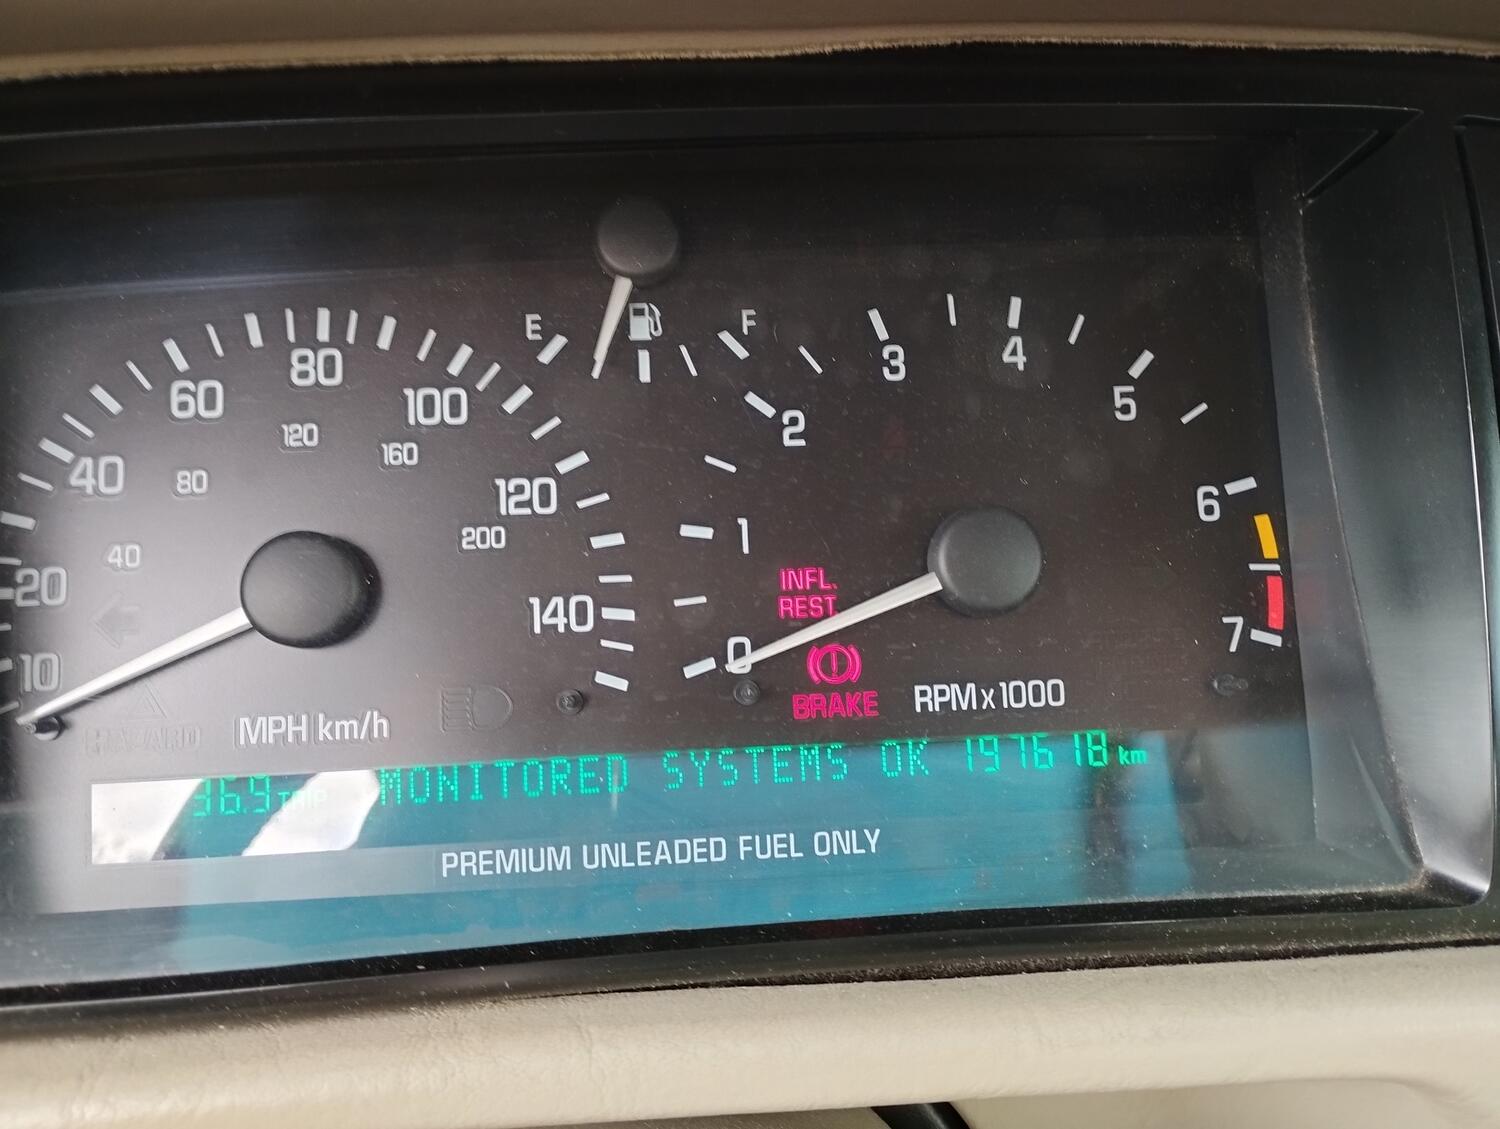 E F
60 80 100
3 4
5
2
40 80 120 160
120
200
6
1
20 40
INFL.
REST.
140
7
0
10
BRAKE
RPM x 1000
HAZARD
MPH km/h
36.9 TRIP MONITORED SYSTEMS OK 197618 km
PREMIUM UNLEADED FUEL ONLY